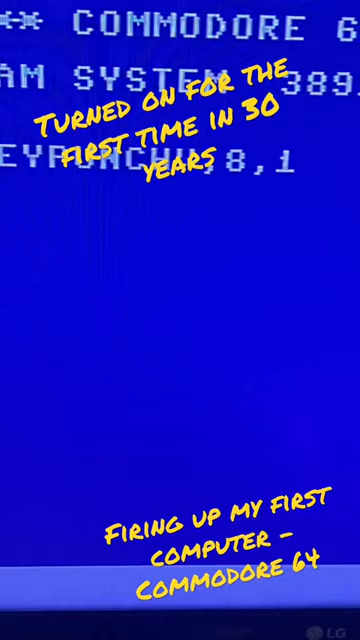 ** COMMODORE 6
AM SYSTEM 389
TURNED ON FOR THE
FIRST TIME IN 30
YEARS
,8,1
FIRING UP MY FIRST
COMPUTER -
COMMODORE 64
LG